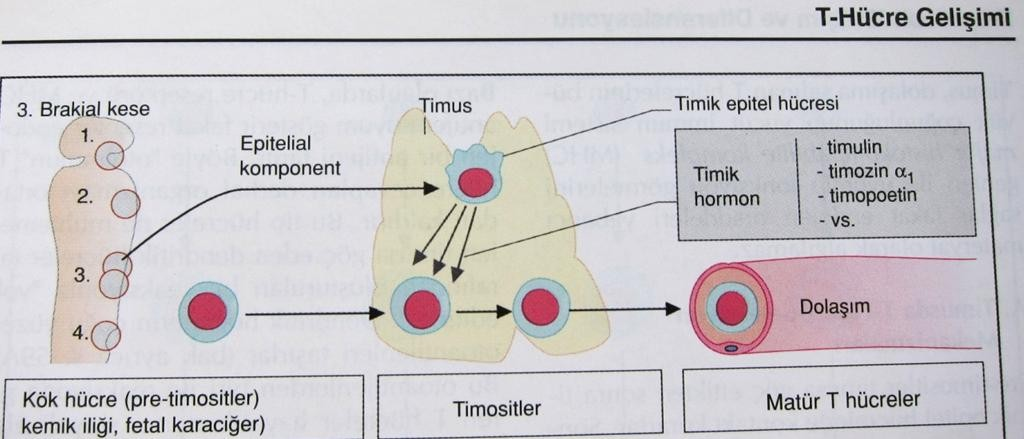 T-Hücre Gelişimi
3. Brakial kese
1.
2.
3.
4.
Epitelial
komponent
Timus
Timik epitel hücresi
Timik
hormon
- timulin
- timozin α₁
- timopoetin
vs.
Dolaşım
Kök hücre (pre-timositler)
kemik iliği, fetal karaciğer)
Timositler
Matür T hücreler